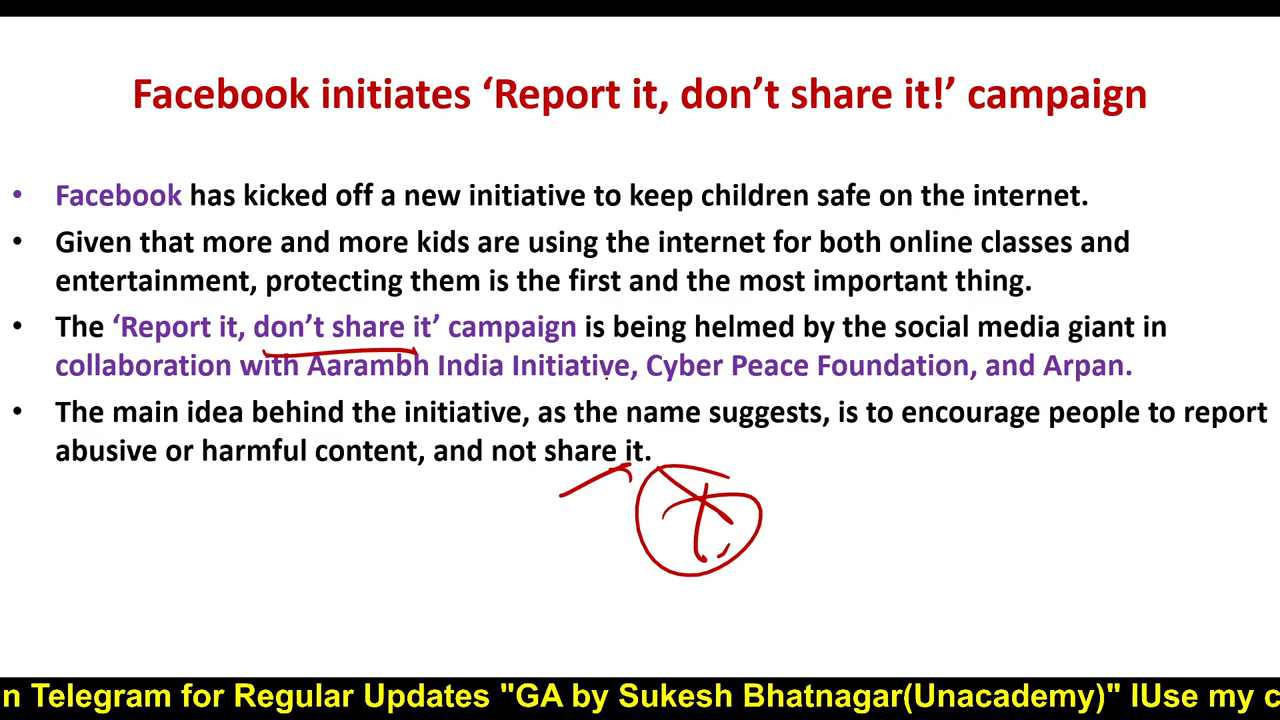 Facebook initiates ‘Report it, don’t share it!’ campaign
• Facebook has kicked off a new initiative to keep children safe on the internet.
• Given that more and more kids are using the internet for both online classes and
entertainment, protecting them is the first and the most important thing.
• The ‘Report it, don’t share it’ campaign is being helmed by the social media giant in
collaboration with Aarambh India Initiative, Cyber Peace Foundation, and Arpan.
• The main idea behind the initiative, as the name suggests, is to encourage people to report
abusive or harmful content, and not share it.
n Telegram for Regular Updates "GA by Sukesh Bhatnagar(Unacademy)" IUse my c